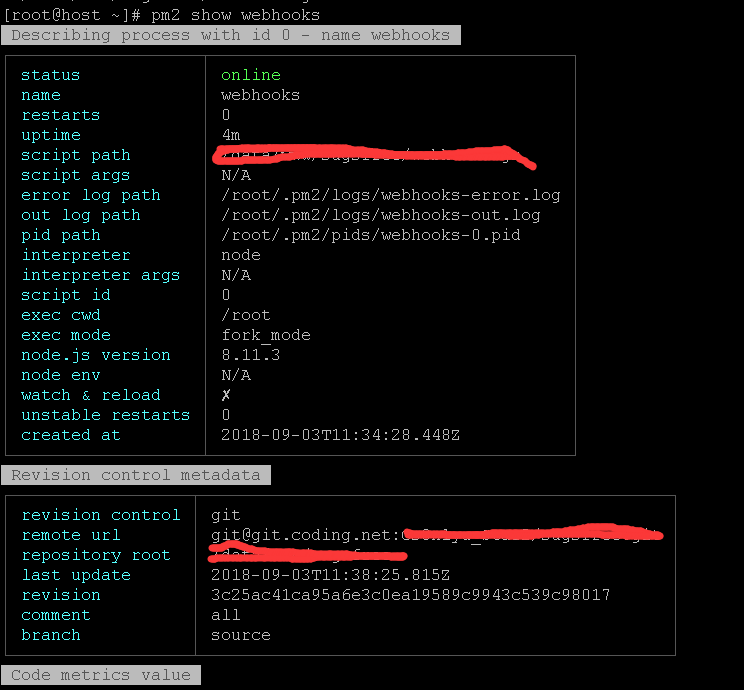 [root@host ~]# pm2 show webhooks
Describing process with id 0 - name webhooks
status online
name webhooks
restarts 0
uptime 4m
script path
script args N/A
error log path /root/.pm2/logs/webhooks-error.log
out log path /root/.pm2/logs/webhooks-out.log
pid path /root/.pm2/pids/webhooks-0.pid
interpreter node
interpreter args N/A
script id 0
exec cwd /root
exec mode fork_mode
node.js version 8.11.3
node env N/A
watch & reload ✗
unstable restarts 0
created at 2018-09-03T11:34:28.448Z
Revision control metadata
revision control git
remote url git@git.coding.net:
repository root
last update 2018-09-03T11:38:25.815Z
revision 3c25ac41ca95a6e3c0ea19589c9943c539c98017
comment all
branch source
Code metrics value